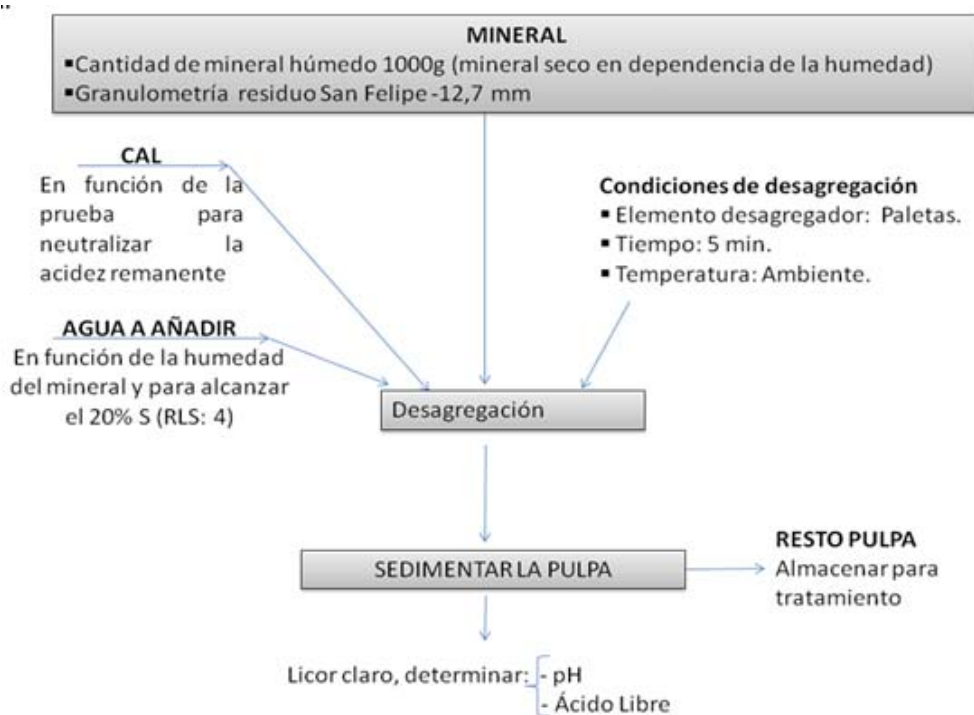 MINERAL
▪Cantidad de mineral húmedo 1000g (mineral seco en dependencia de la humedad)
▪Granulometría residuo San Felipe -12,7 mm
CAL
En función de la
prueba para
neutralizar la
acidez remanente
Condiciones de desagregación
▪ Elemento desagregador: Paletas.
▪ Tiempo: 5 min.
▪ Temperatura: Ambiente.
AGUA A AÑADIR
En función de la humedad
del mineral y para alcanzar
el 20% S (RLS: 4)
Desagregación
SEDIMENTAR LA PULPA
RESTO PULPA
Almacenar para
tratamiento
Licor claro, determinar: - pH
- Ácido Libre